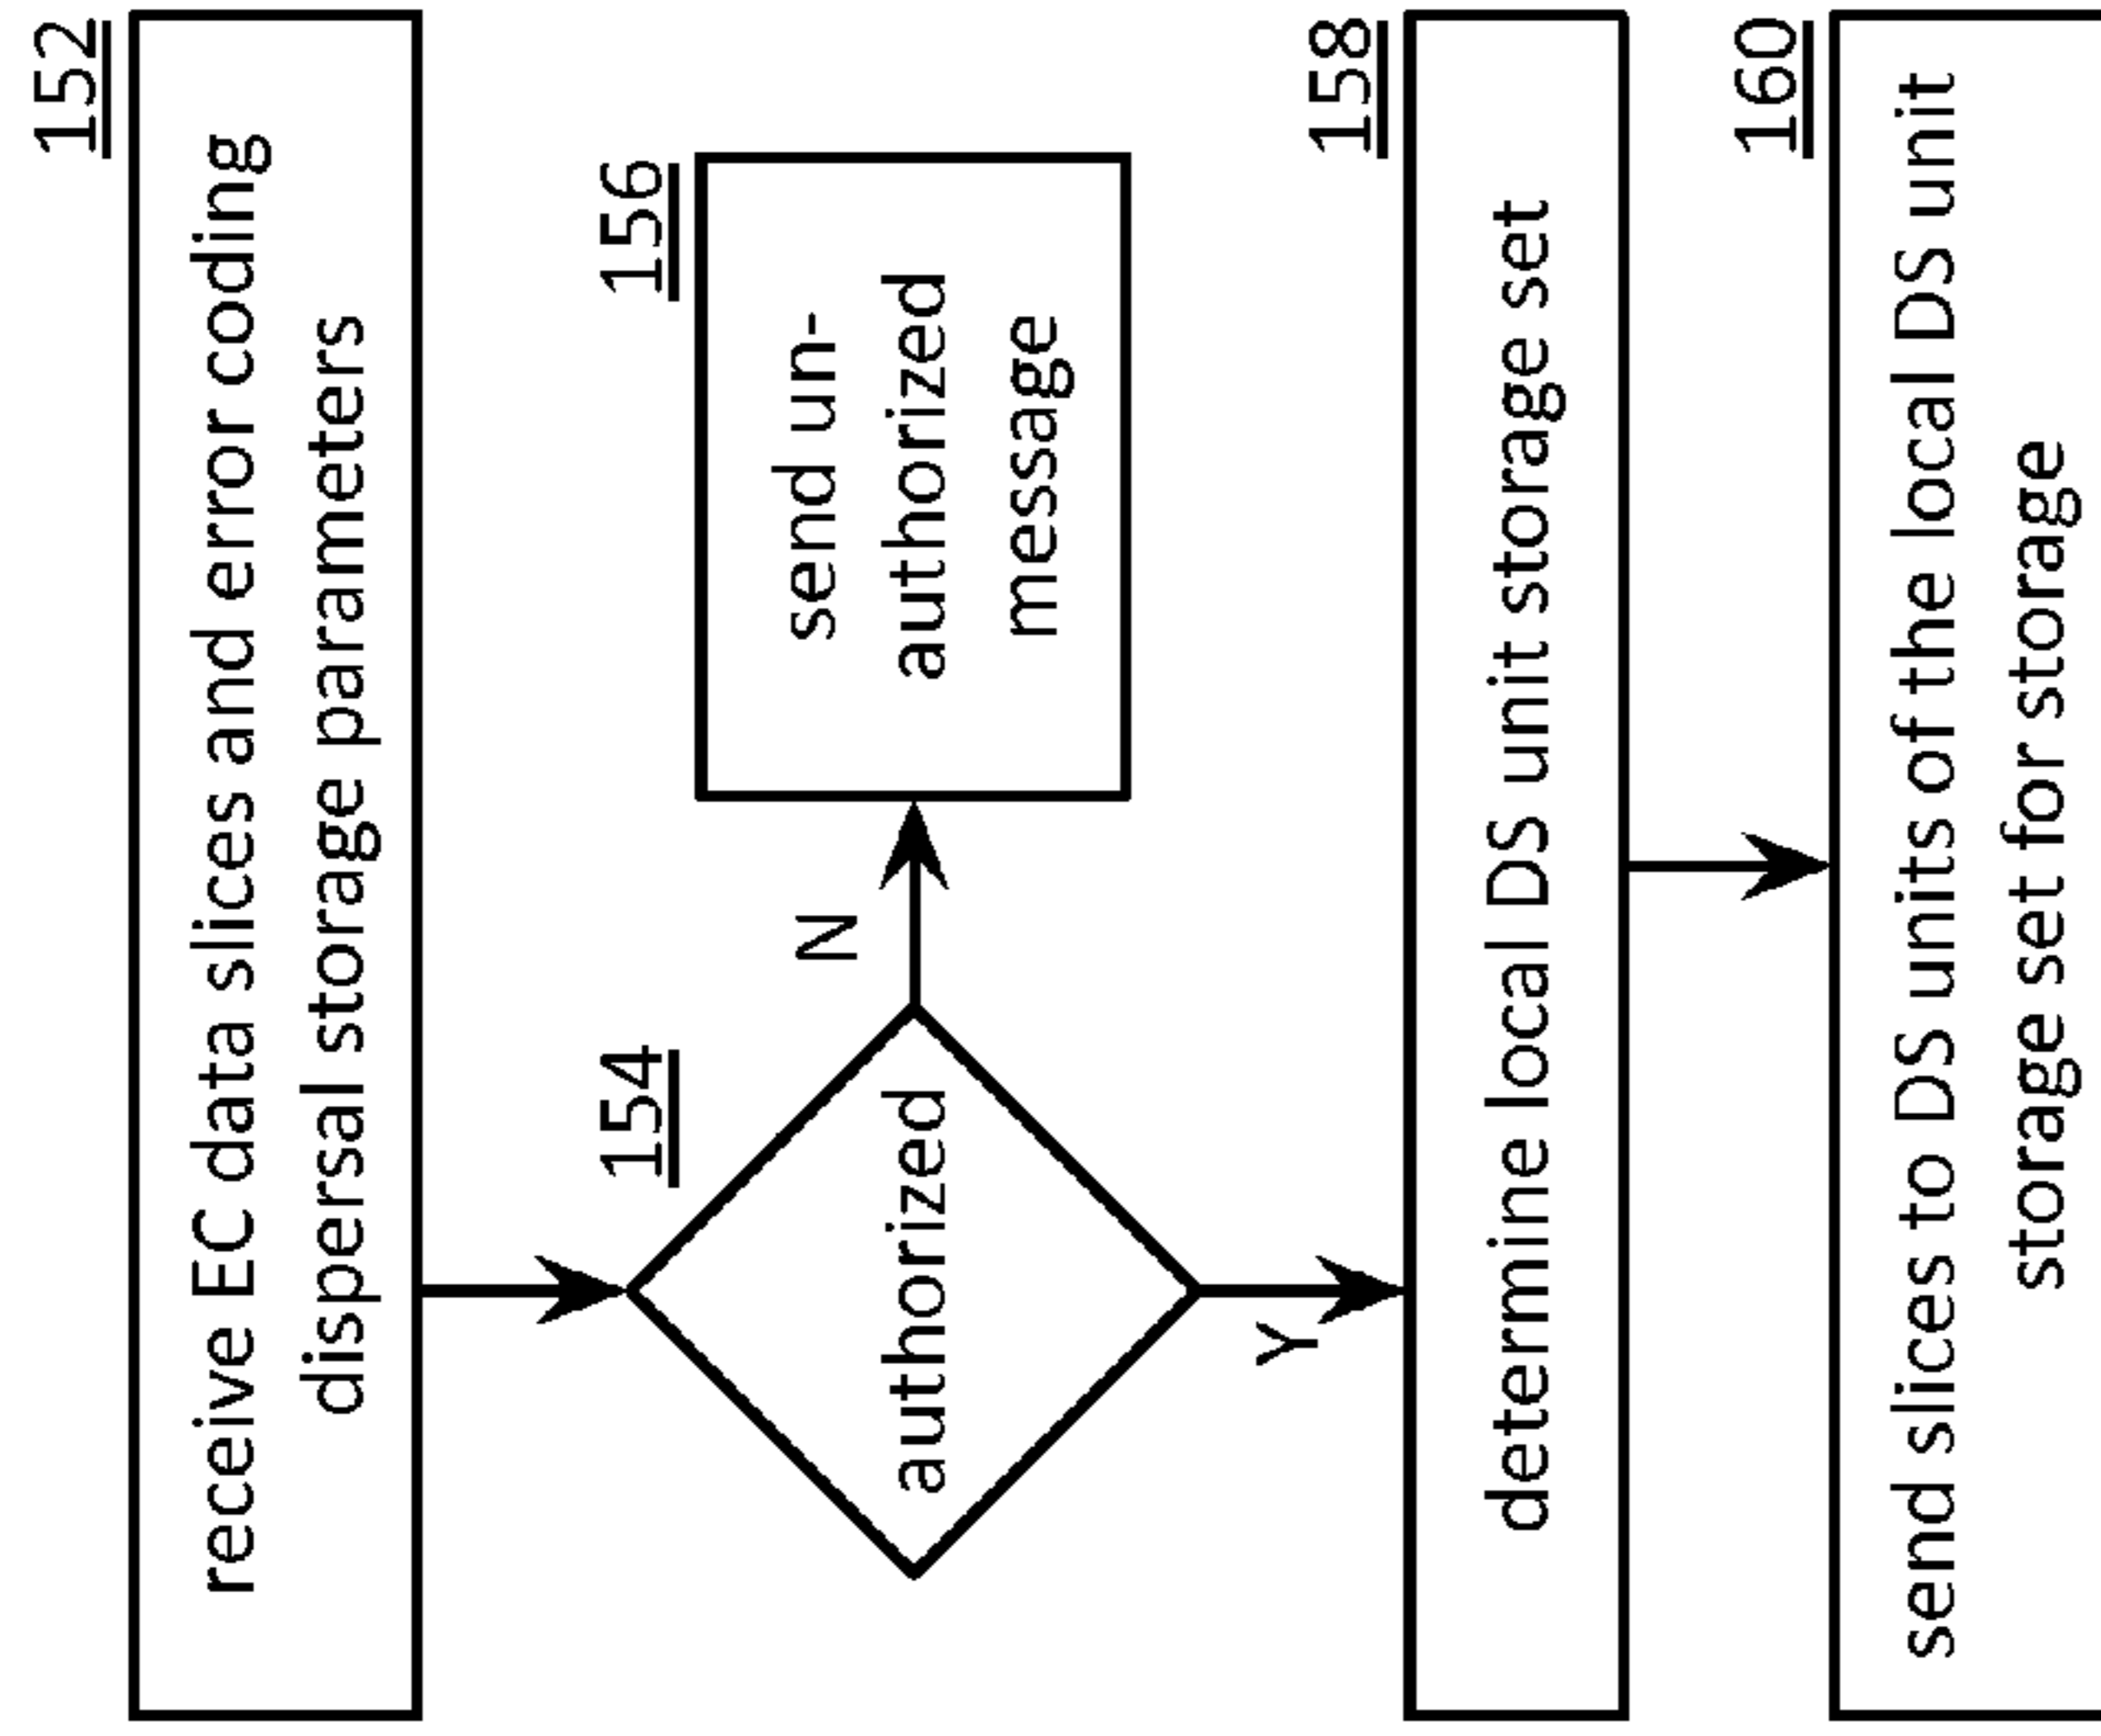 152
receive EC data slices and error coding
dispersal storage parameters
154
authorized
N
156
send un-
authorized
message
Y
158
determine local DS unit storage set
160
send slices to DS units of the local DS unit
storage set for storage